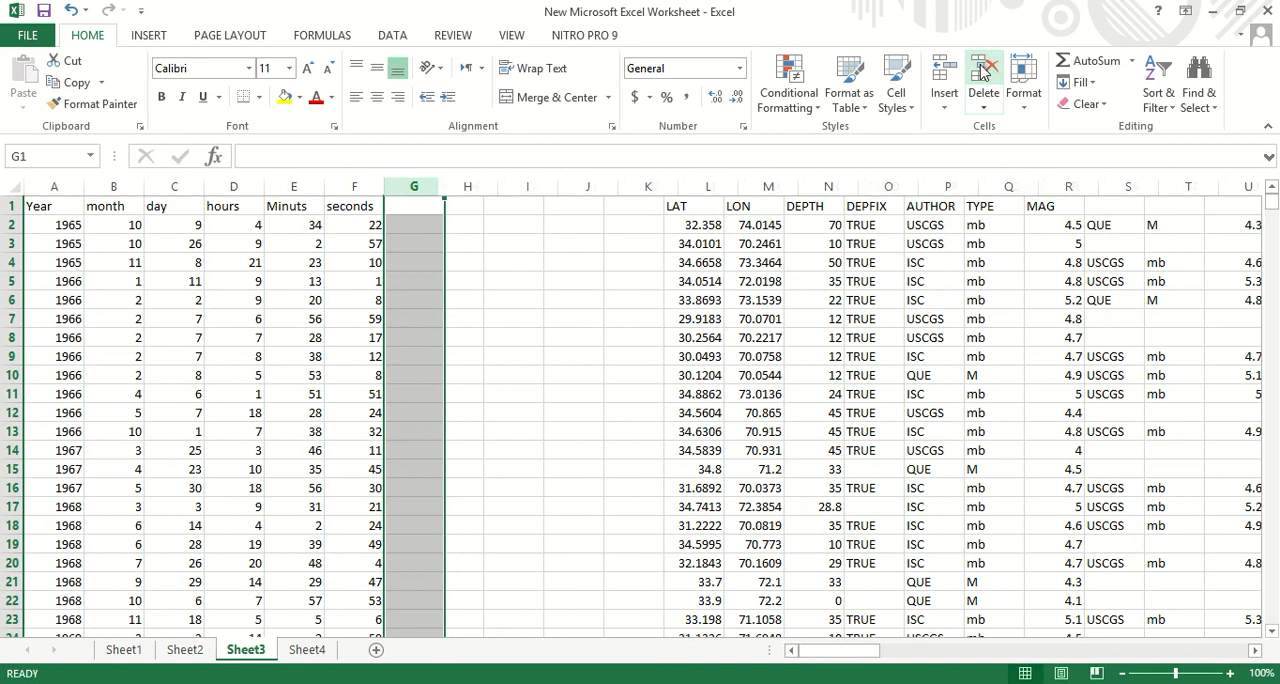 New Microsoft Excel Worksheet - Excel
FILE HOME INSERT PAGE LAYOUT FORMULAS DATA REVIEW VIEW NITRO PRO 9
Paste Cut Copy Format Painter Clipboard
Calibri 11 B I U Font
Wrap Text Merge & Center Alignment
General $ % , Number
Conditional Formatting Format as Table Cell Styles Styles
Insert Delete Format Cells
AutoSum Fill Clear Sort & Filter Find & Select Editing
G1 fx
A B C D E F G H I J K L M N O P Q R S T U
1 Year month day hours Minuts seconds LAT LON DEPTH DEPFIX AUTHOR TYPE MAG
2 1965 10 9 4 34 22 32.358 74.0145 70 TRUE USCGS mb 4.5 QUE M 4.3
3 1965 10 26 9 2 57 34.0101 70.2461 10 TRUE USCGS mb 5
4 1965 11 8 21 23 10 34.6658 73.3464 50 TRUE ISC mb 4.8 USCGS mb 4.6
5 1966 1 11 9 13 1 34.0514 72.0198 35 TRUE ISC mb 4.8 USCGS mb 5.3
6 1966 2 2 9 20 8 33.8693 73.1539 22 TRUE ISC mb 5.2 QUE M 4.8
7 1966 2 7 6 56 59 29.9183 70.0701 12 TRUE USCGS mb 4.8
8 1966 2 7 7 28 17 30.2564 70.2217 12 TRUE USCGS mb 4.7
9 1966 2 7 8 38 12 30.0493 70.0758 12 TRUE ISC mb 4.7 USCGS mb 4.7
10 1966 2 8 5 53 8 30.1204 70.0544 12 TRUE QUE M 4.9 USCGS mb 5.1
11 1966 4 6 1 51 51 34.8862 73.0136 24 TRUE ISC mb 5 USCGS mb 5
12 1966 5 7 18 28 24 34.5604 70.865 45 TRUE USCGS mb 4.4
13 1966 10 1 7 38 32 34.6306 70.915 45 TRUE ISC mb 4.8 USCGS mb 4.9
14 1967 3 25 3 46 11 34.5839 70.931 45 TRUE USCGS mb 4
15 1967 4 23 10 35 45 34.8 71.2 33 QUE M 4.5
16 1967 5 30 18 56 30 31.6892 70.0373 35 TRUE ISC mb 4.7 USCGS mb 4.6
17 1968 3 3 9 31 21 34.7413 72.3854 28.8 ISC mb 5 USCGS mb 5.2
18 1968 6 14 4 2 24 31.2222 70.0819 35 TRUE ISC mb 4.6 USCGS mb 4.9
19 1968 6 28 19 39 49 34.5995 70.773 10 TRUE ISC mb 4.7
20 1968 7 26 20 48 4 32.1843 70.1609 29 TRUE ISC mb 4.7 USCGS mb 4.8
21 1968 9 29 14 29 47 33.7 72.1 33 QUE M 4.3
22 1968 10 6 7 57 53 33.9 72.2 0 QUE M 4.1
23 1968 11 18 5 5 6 33.198 71.1058 35 TRUE ISC mb 5.1 USCGS mb 5.3
Sheet1 Sheet2 Sheet3 Sheet4
READY 100%